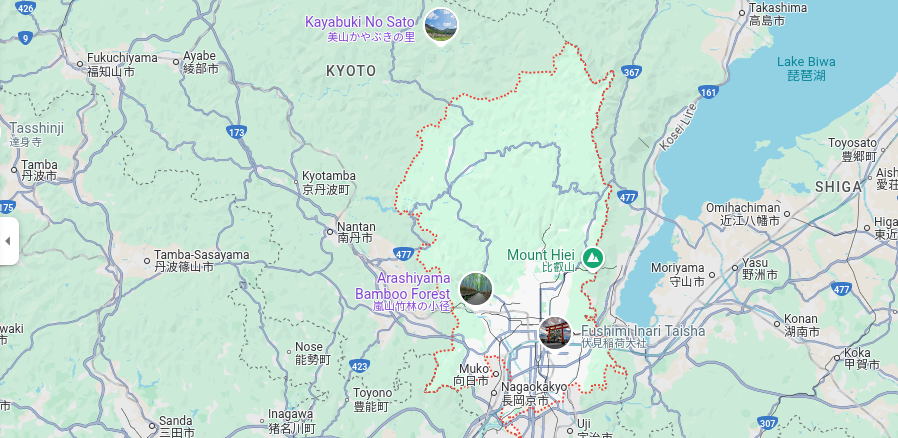 426
9
Kayabuki No Sato
美山かやぶきの里
Takashima
高島市
Fukuchiyama
福知山市
Ayabe
綾部市
KYOTO
367
Lake Biwa
琵琶湖
161
Kosei Line
Tasshinji
達身寺
173
Toyosato
豊郷町
Tamba
丹波市
Kyotamba
京丹波町
477
SHIGA
Aish
愛荘
175
Omihachiman
近江八幡市
Nantan
南丹市
Higa
東近
Tamba-Sasayama
丹波篠山市
477
Mount Hiei
比叡山
Moriyama
守山市
Yasu
野洲市
Arashiyama
Bamboo Forest
嵐山竹林の小径
477
waki
市
Fushimi Inari Taisha
伏見稲荷大社
Konan
湖南市
Nose
能勢町
423
Muko
向日市
Koka
甲賀市
Nagaokakyo
長岡京市
Toyono
豊能町
Sanda
三田市
Inagawa
猪名川町
Uji
宇治市
307